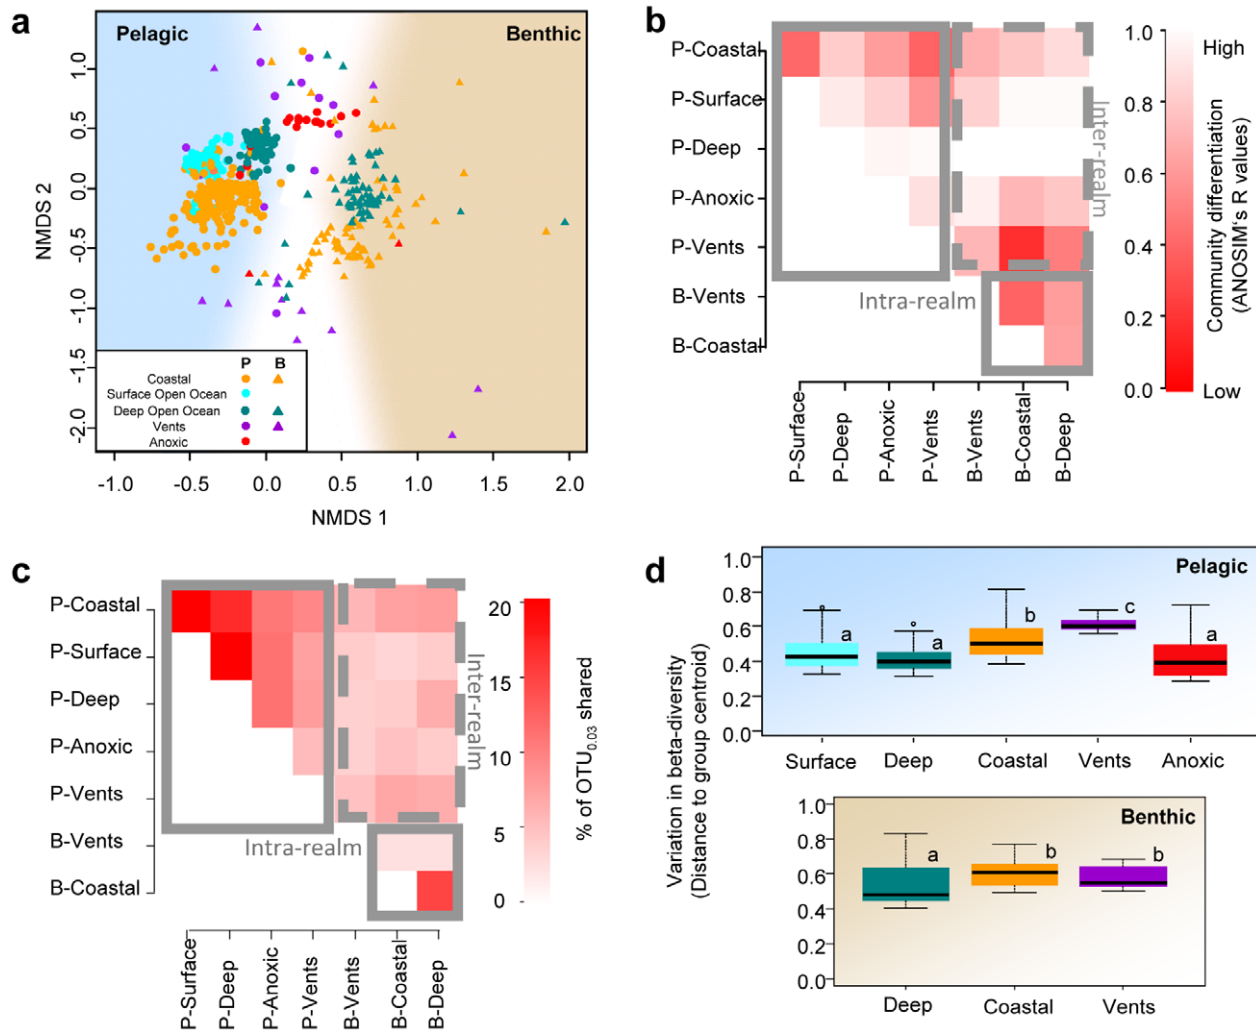 a
Pelagic
Benthic
1.0
0.5
0.0
-0.5
-1.0
-1.5
-2.0
NMDS 2
P B
Coastal
Surface Open Ocean
Deep Open Ocean
Vents
Anoxic
-1.0 -0.5 0.0 0.5 1.0 1.5 2.0
NMDS 1
b
P-Coastal
P-Surface
P-Deep
P-Anoxic
P-Vents
B-Vents
B-Coastal
Intra-realm
Inter-realm
P-Surface
P-Deep
P-Anoxic
P-Vents
B-Vents
B-Coastal
B-Deep
1.0
0.8
0.6
0.4
0.2
0.0
High
Low
Community differentiation
(ANOSIM's R values)
c
P-Coastal
P-Surface
P-Deep
P-Anoxic
P-Vents
B-Vents
B-Coastal
Intra-realm
Inter-realm
P-Surface
P-Deep
P-Anoxic
P-Vents
B-Vents
B-Coastal
B-Deep
20
15
10
5
0
% of OTU0.03 shared
d
Variation in beta-diversity
(Distance to group centroid)
Pelagic
1.0
0.8
0.6
0.4
0.2
0.0
a a b c a
Surface Deep Coastal Vents Anoxic
Benthic
1.0
0.8
0.6
0.4
0.2
0.0
a b b
Deep Coastal Vents